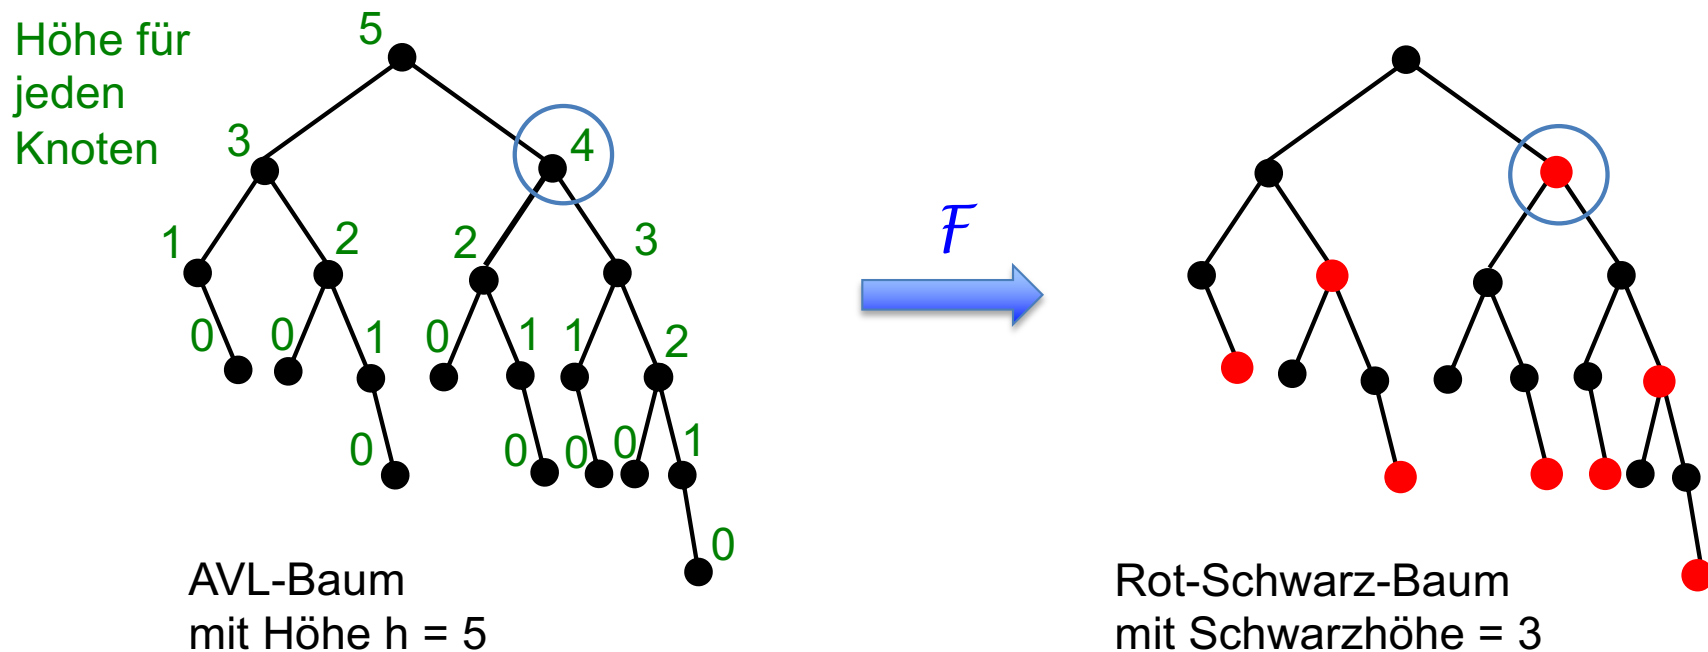 Höhe für
jeden
Knoten
5
3
4
1
2
2
3
0
0
1
0
1
1
2
0
0
0
0
1
0
ℱ
AVL-Baum
mit Höhe h = 5
Rot-Schwarz-Baum
mit Schwarzhöhe = 3